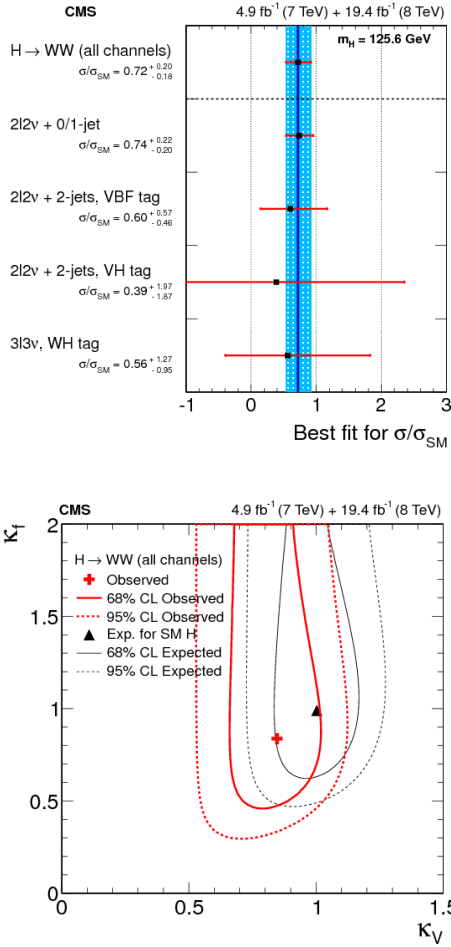 CMS 4.9 fb⁻¹ (7 TeV) + 19.4 fb⁻¹ (8 TeV)
m_H = 125.6 GeV
H → WW (all channels)
σ/σ_SM = 0.72 + 0.20 - 0.18
2l2ν + 0/1-jet
σ/σ_SM = 0.74 + 0.22 - 0.20
2l2ν + 2-jets, VBF tag
σ/σ_SM = 0.60 + 0.57 - 0.46
2l2ν + 2-jets, VH tag
σ/σ_SM = 0.39 + 1.97 - 1.87
3l3ν, WH tag
σ/σ_SM = 0.56 + 1.27 - 0.95
-1 0 1 2 3
Best fit for σ/σ_SM
CMS 4.9 fb⁻¹ (7 TeV) + 19.4 fb⁻¹ (8 TeV)
κ_f
2
H → WW (all channels)
Observed
68% CL Observed
1.5
95% CL Observed
Exp. for SM H
68% CL Expected
95% CL Expected
1
0.5
0
0 0.5 1 1.5
κ_V